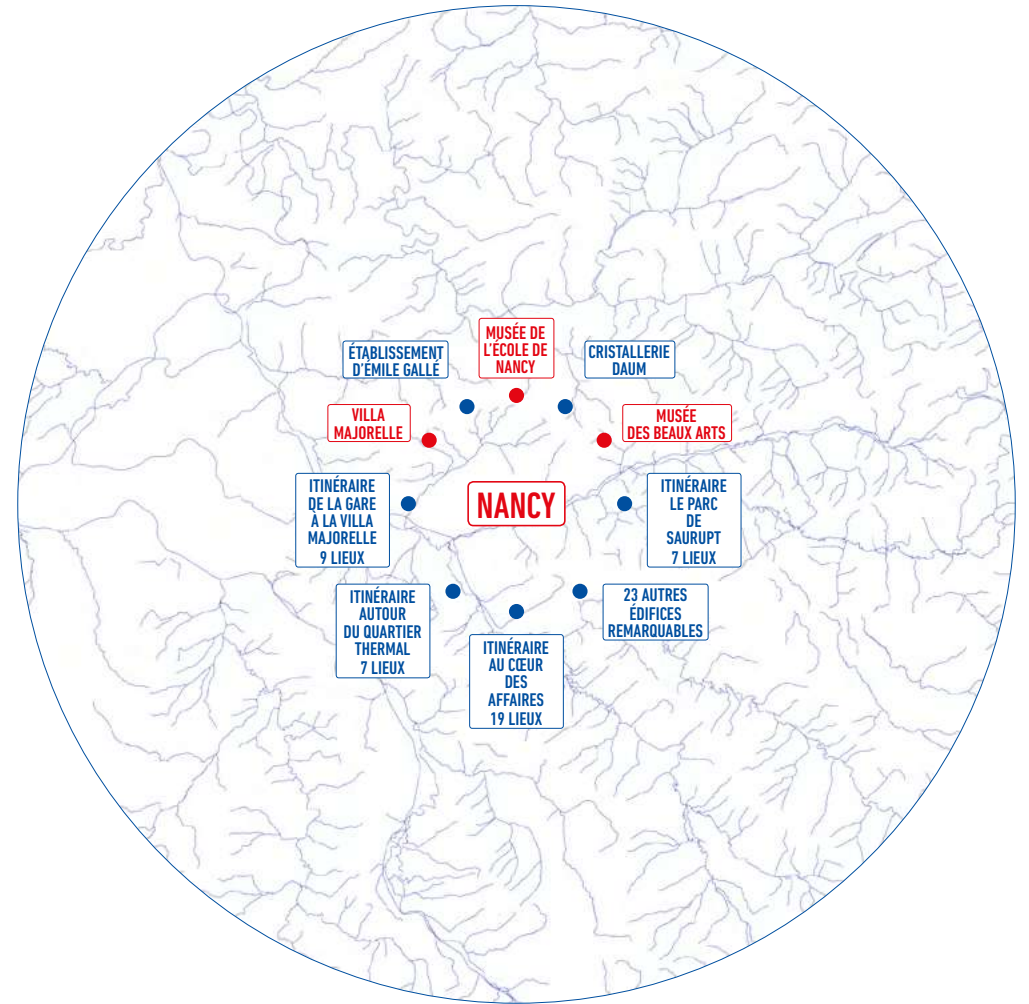 MUSÉE DE
L'ÉCOLE DE
NANCY
ÉTABLISSEMENT
D'ÉMILE GALLÉ
CRISTALLERIE
DAUM
VILLA
MAJORELLE
MUSÉE
DES BEAUX ARTS
ITINÉRAIRE
DE LA GARE
À LA VILLA
MAJORELLE
9 LIEUX
NANCY
ITINÉRAIRE
LE PARC
DE
SAURUPT
7 LIEUX
ITINÉRAIRE
AUTOUR
DU QUARTIER
THERMAL
7 LIEUX
23 AUTRES
ÉDIFICES
REMARQUABLES
ITINÉRAIRE
AU CŒUR
DES
AFFAIRES
19 LIEUX